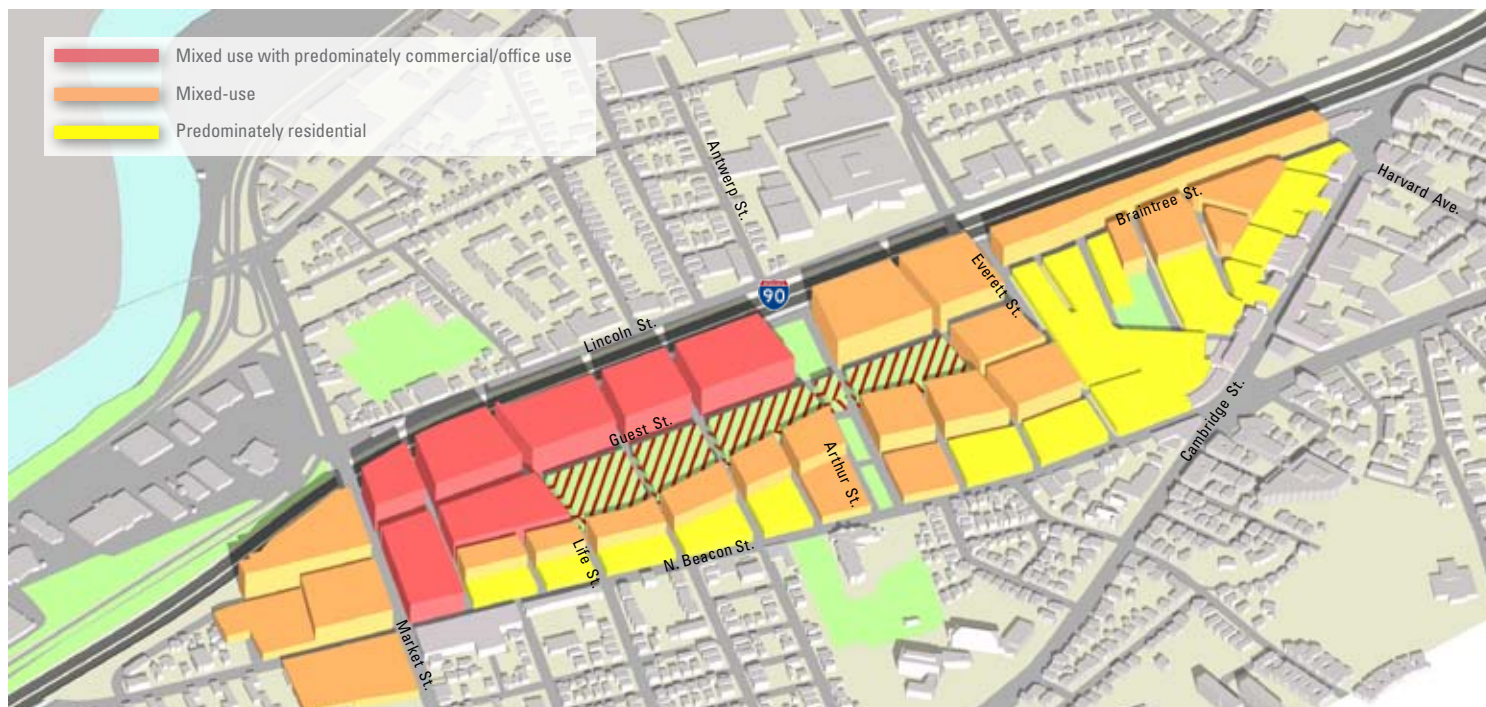 Mixed use with predominately commercial/office use
Mixed-use
Predominately residential
Antwerp St.
Harvard Ave.
Braintree St.
Everett St.
90
Lincoln St.
Guest St.
Cambridge St.
Arthur St.
Life St.
N. Beacon St.
Market St.